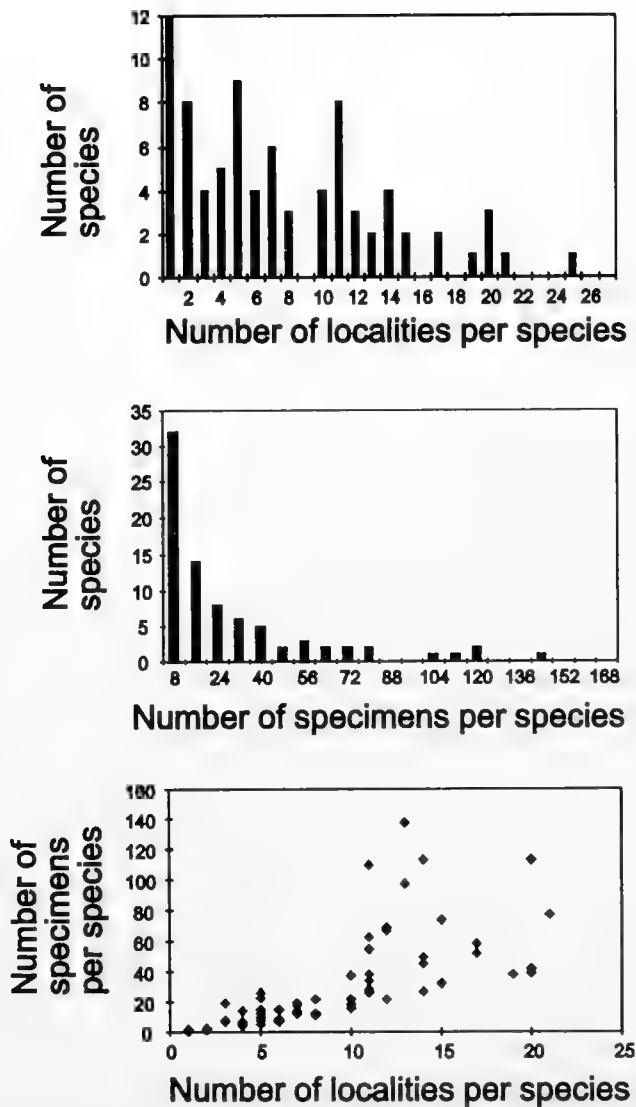 12
10
8
6
4
2
0
Number of
species
2 4 6 8 10 12 14 16 18 20 22 24 26
Number of localities per species
35
30
25
20
15
10
5
0
Number of
species
8 24 40 56 72 88 104 120 136 152 168
Number of specimens per species
160
140
120
100
80
60
40
20
0
Number of
specimens
per species
0 5 10 15 20 25
Number of localities per species